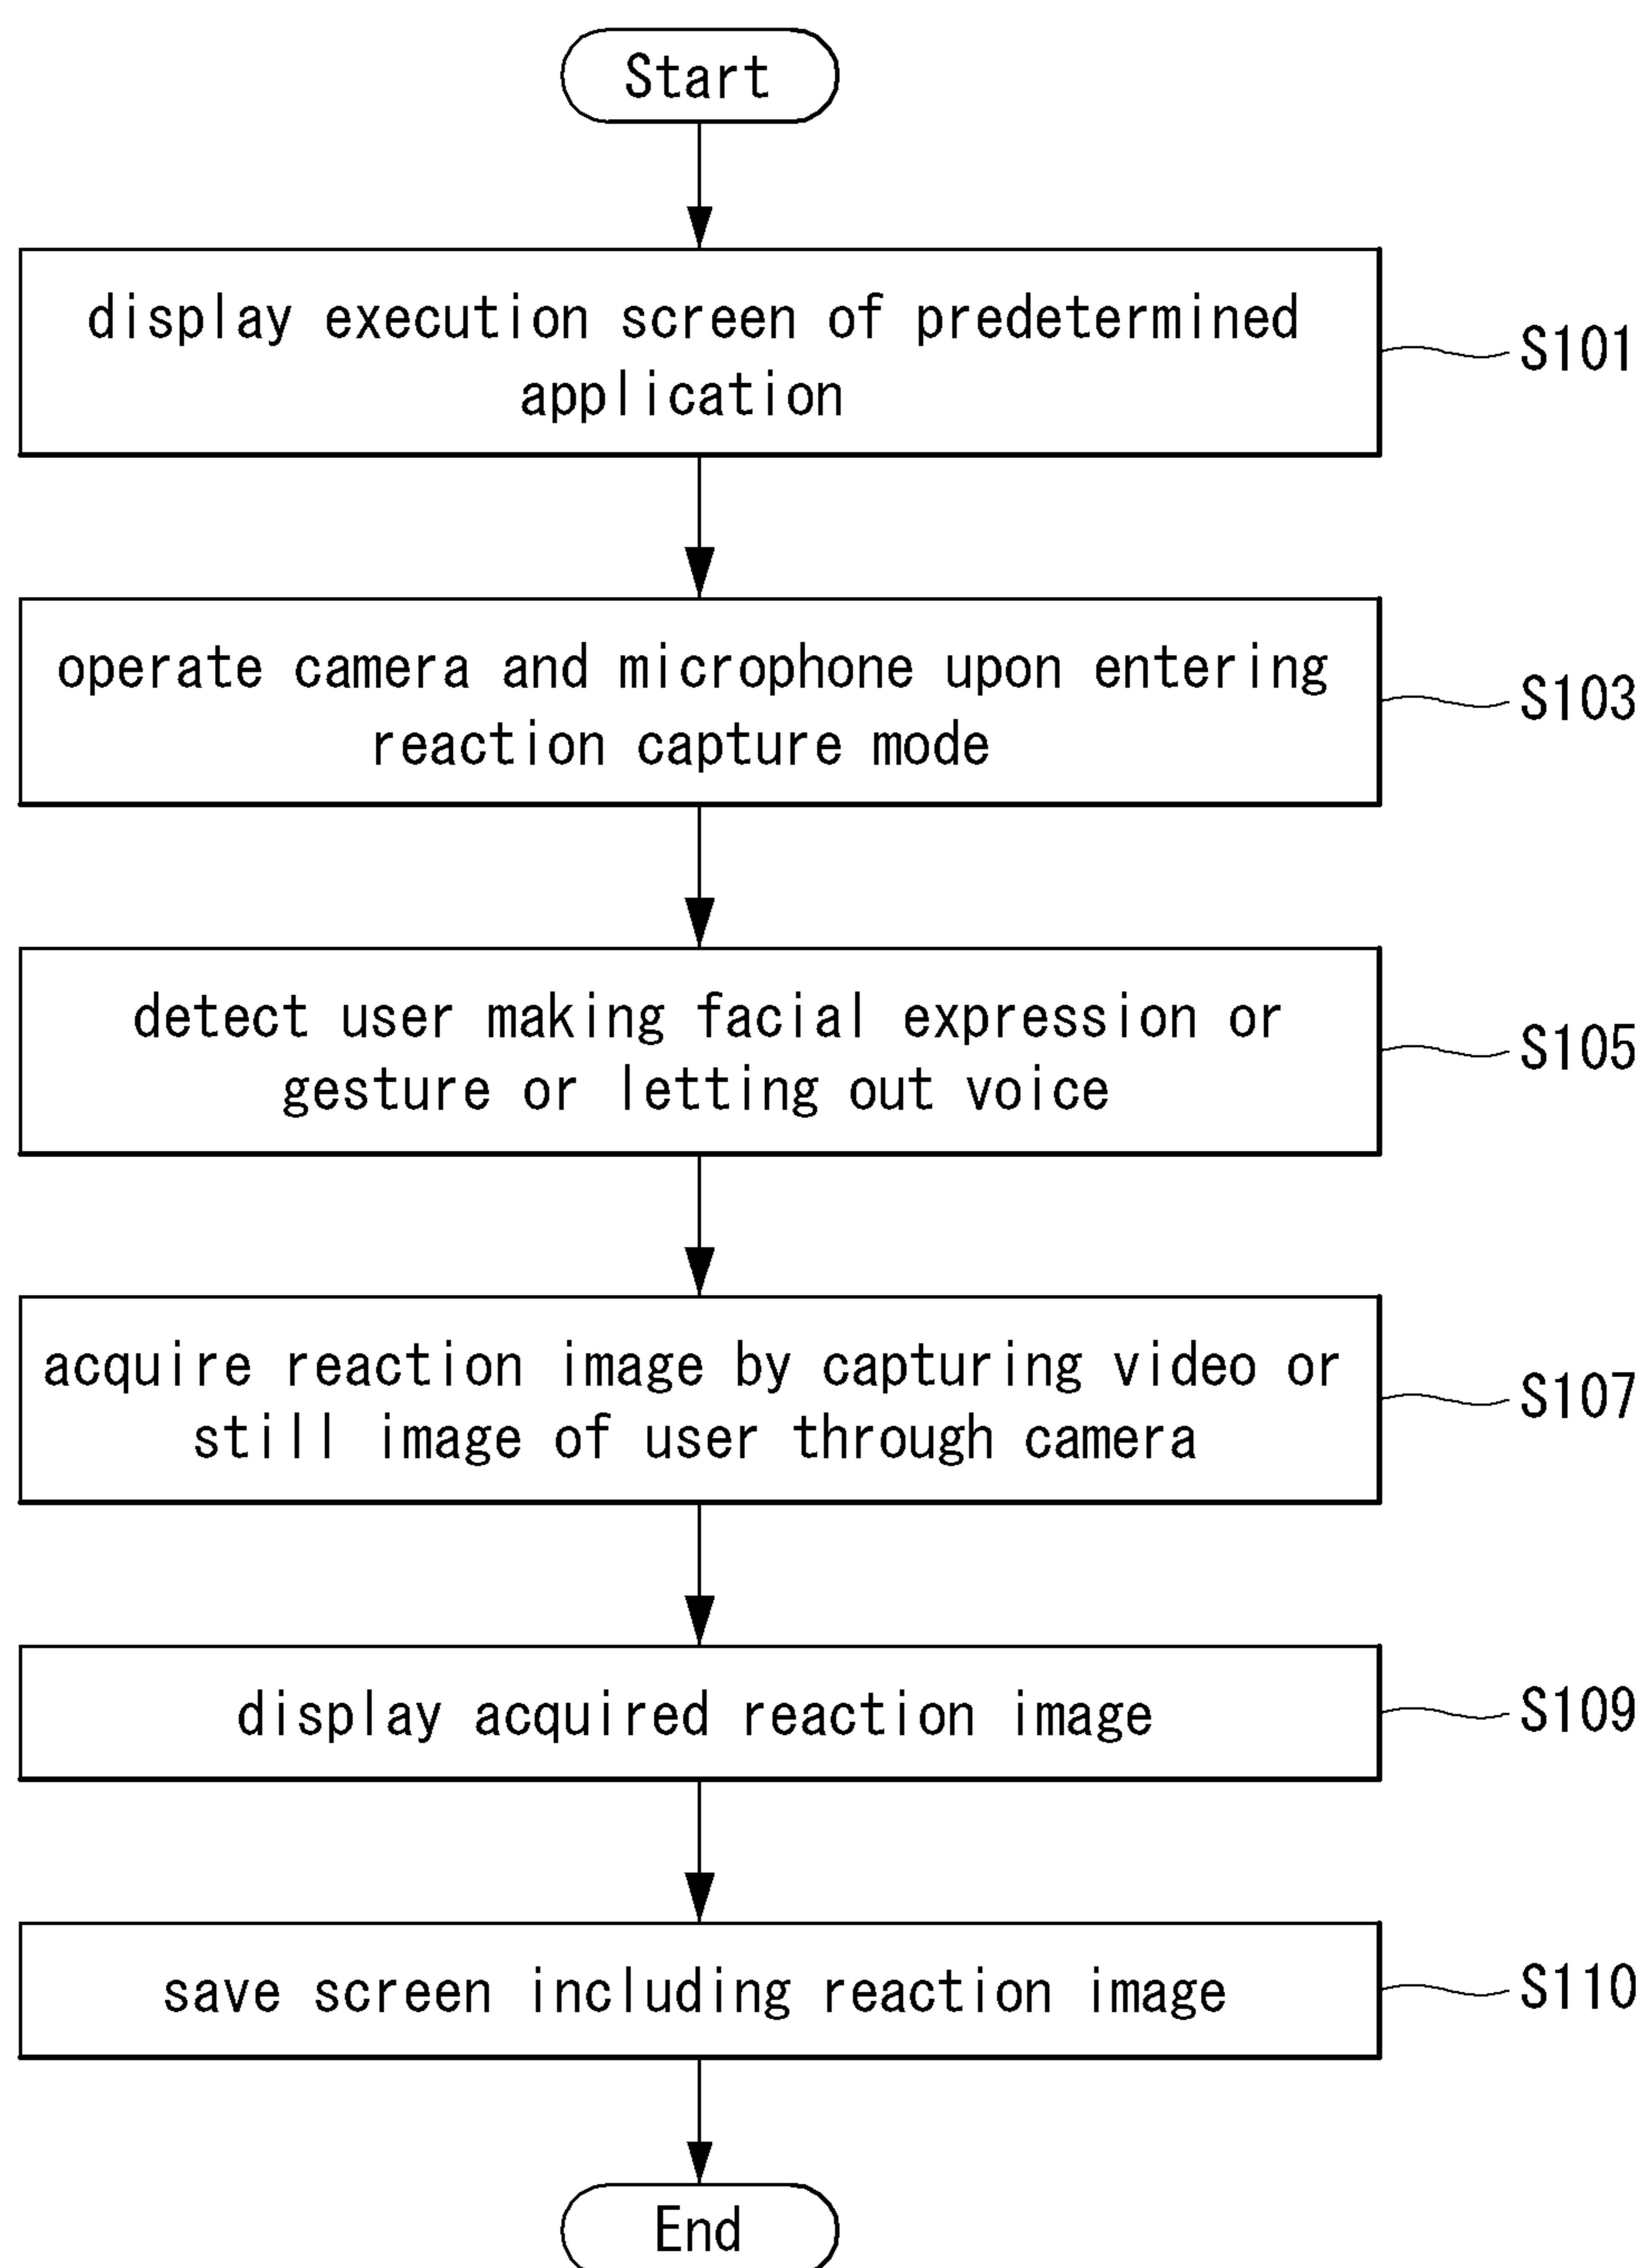 Start
display execution screen of predetermined
application
S101
operate camera and microphone upon entering
reaction capture mode
S103
detect user making facial expression or
gesture or letting out voice
S105
acquire reaction image by capturing video or
still image of user through camera
S107
display acquired reaction image
S109
save screen including reaction image
S110
End